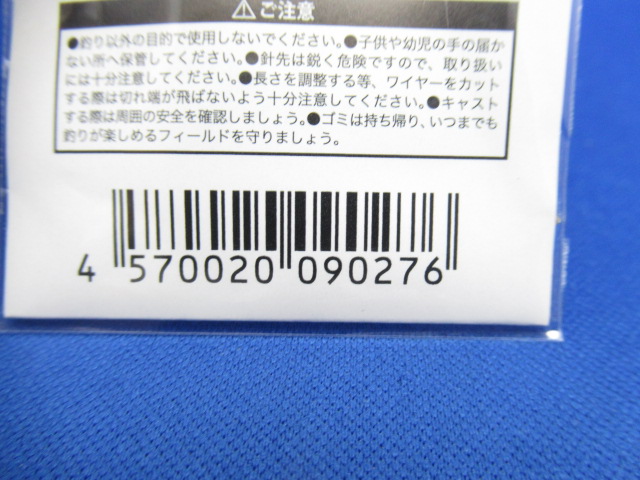 ⚠ご注意
●釣り以外の目的で使用しないでください。●子供や幼児の手の届か
ない所へ保管してください。●針先は鋭く危険ですので、取り扱い
には十分注意してください。●長さを調整する等、ワイヤーをカット
する際は切れ端が飛ばないよう十分注意してください。●キャスト
する際は周囲の安全を確認しましょう。●ゴミは持ち帰り、いつまでも
釣りが楽しめるフィールドを守りましょう。
4 570020 090276